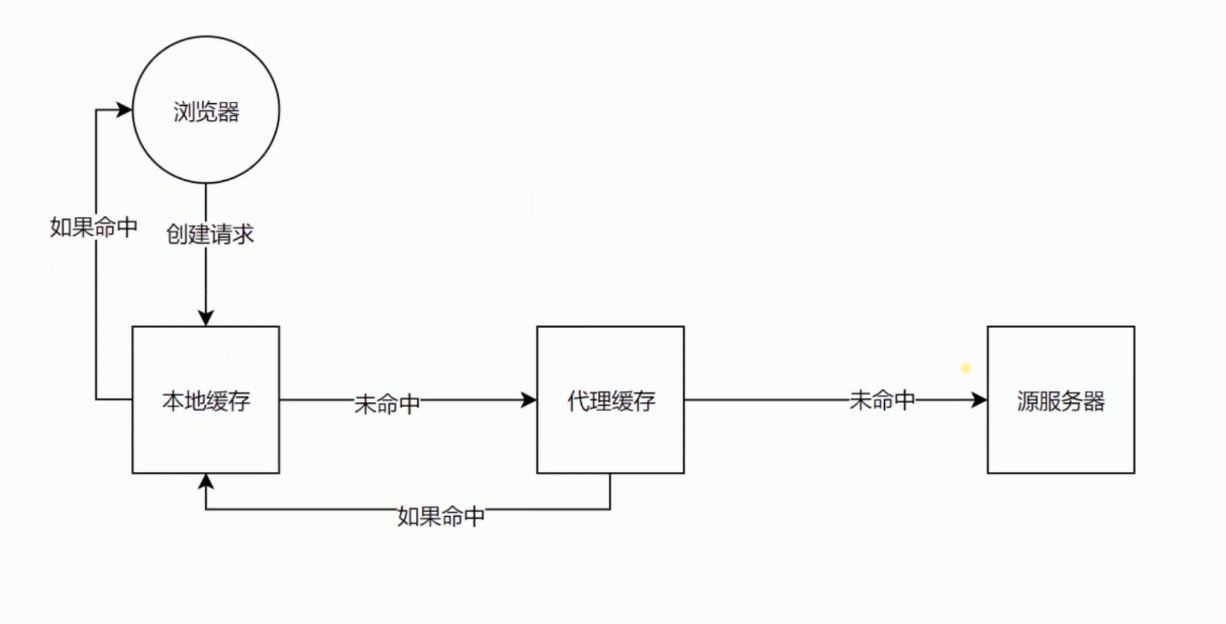 浏览器
如果命中
创建请求
本地缓存
未命中
代理缓存
未命中
源服务器
如果命中